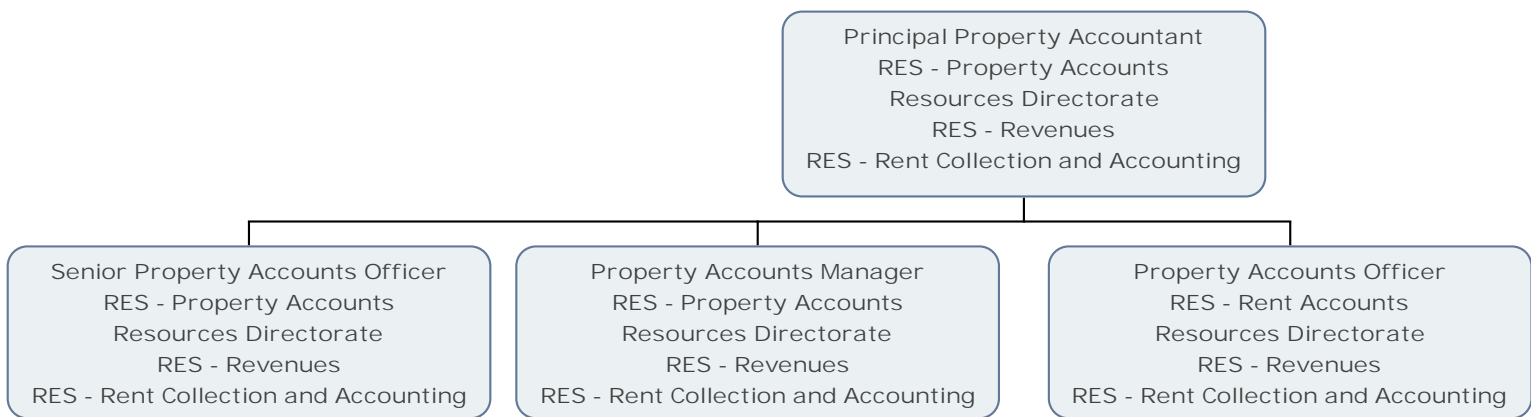 Principal Property Accountant
RES - Property Accounts
Resources Directorate
RES - Revenues
RES - Rent Collection and Accounting
Senior Property Accounts Officer
RES - Property Accounts
Resources Directorate
RES - Revenues
RES - Rent Collection and Accounting
Property Accounts Manager
RES - Property Accounts
Resources Directorate
RES - Revenues
RES - Rent Collection and Accounting
Property Accounts Officer
RES - Rent Accounts
Resources Directorate
RES - Revenues
RES - Rent Collection and Accounting